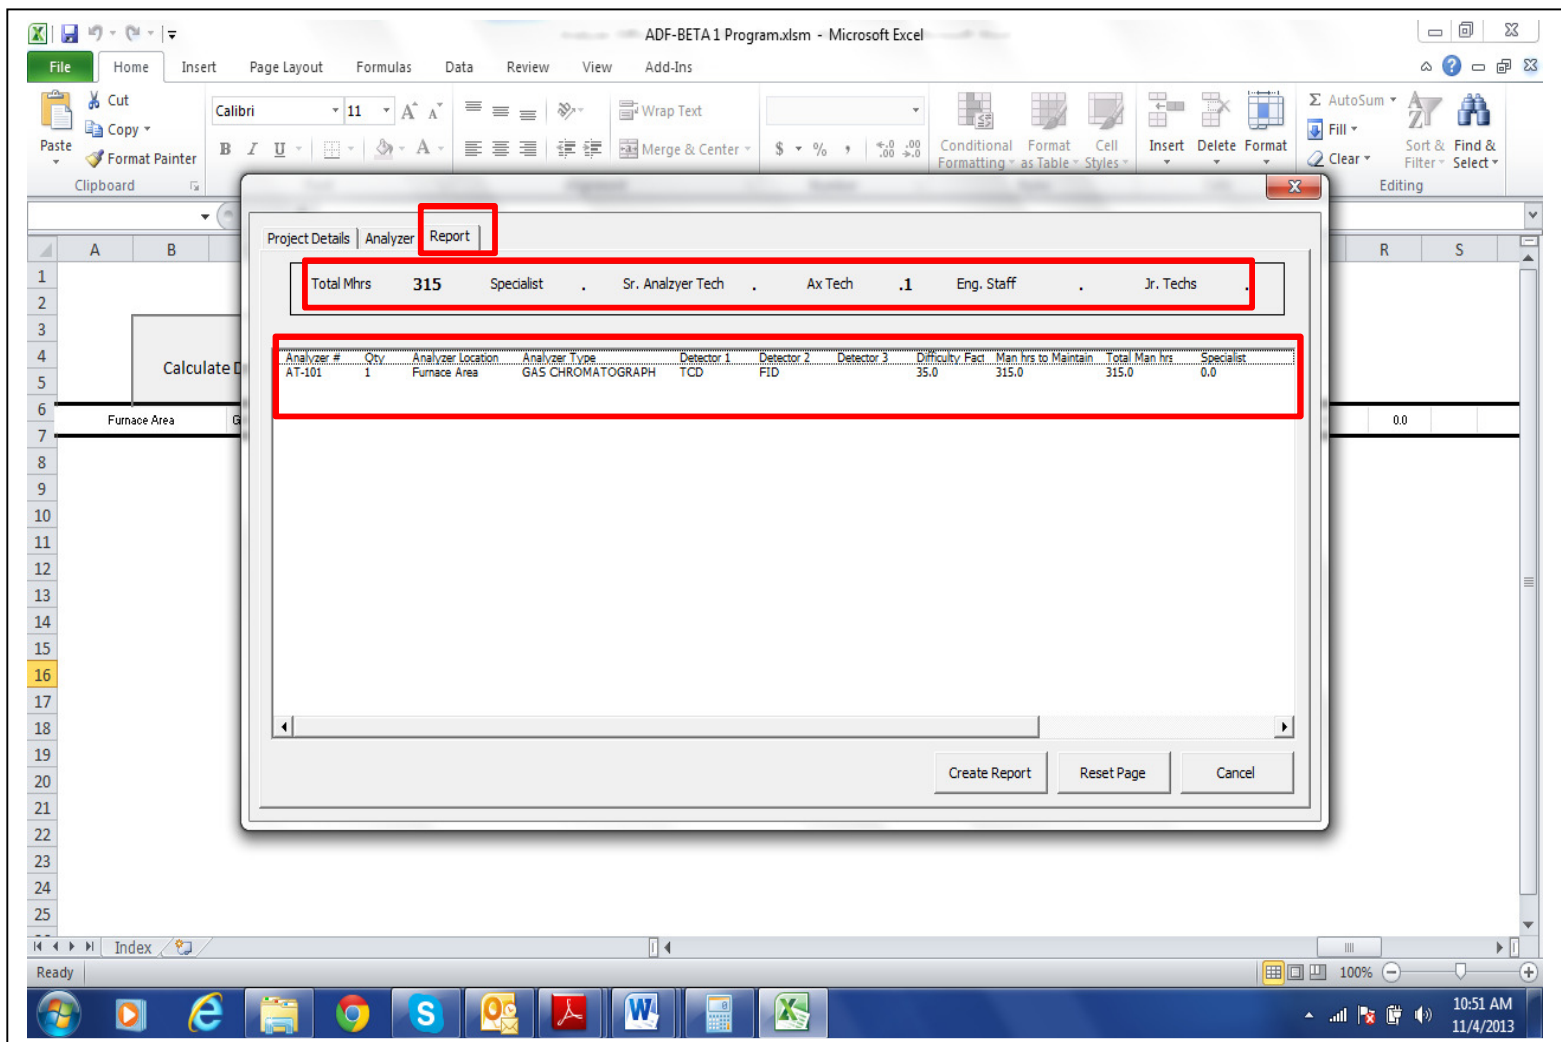 ADF-BETA 1 Program.xlsm - Microsoft Excel
File Home Insert Page Layout Formulas Data Review View Add-Ins
Cut
Copy
Format Painter
Paste
Clipboard
Calibri 11 A A
B I U A
Wrap Text
Merge & Center
$ % ,
Conditional Formatting
Format as Table
Cell Styles
Insert Delete Format
Σ AutoSum
Fill
Clear
Sort & Filter
Find & Select
Editing
Project Details Analyzer Report
Total Mhrs 315 Specialist . Sr. Analzyer Tech . Ax Tech .1 Eng. Staff . Jr. Techs .
Analyzer # Qty Analyzer Location Analyzer Type Detector 1 Detector 2 Detector 3 Difficulty Fact Man hrs to Maintain Total Man hrs Specialist
AT-101 1 Furnace Area GAS CHROMATOGRAPH TCD FID 35.0 315.0 315.0 0.0
Create Report Reset Page Cancel
A B R S
1
2
3
4
Calculate D
5
6
Furnace Area G 0.0
7
8
9
10
11
12
13
14
15
16
17
18
19
20
21
22
23
24
25
Index
Ready 100%
10:51 AM
11/4/2013